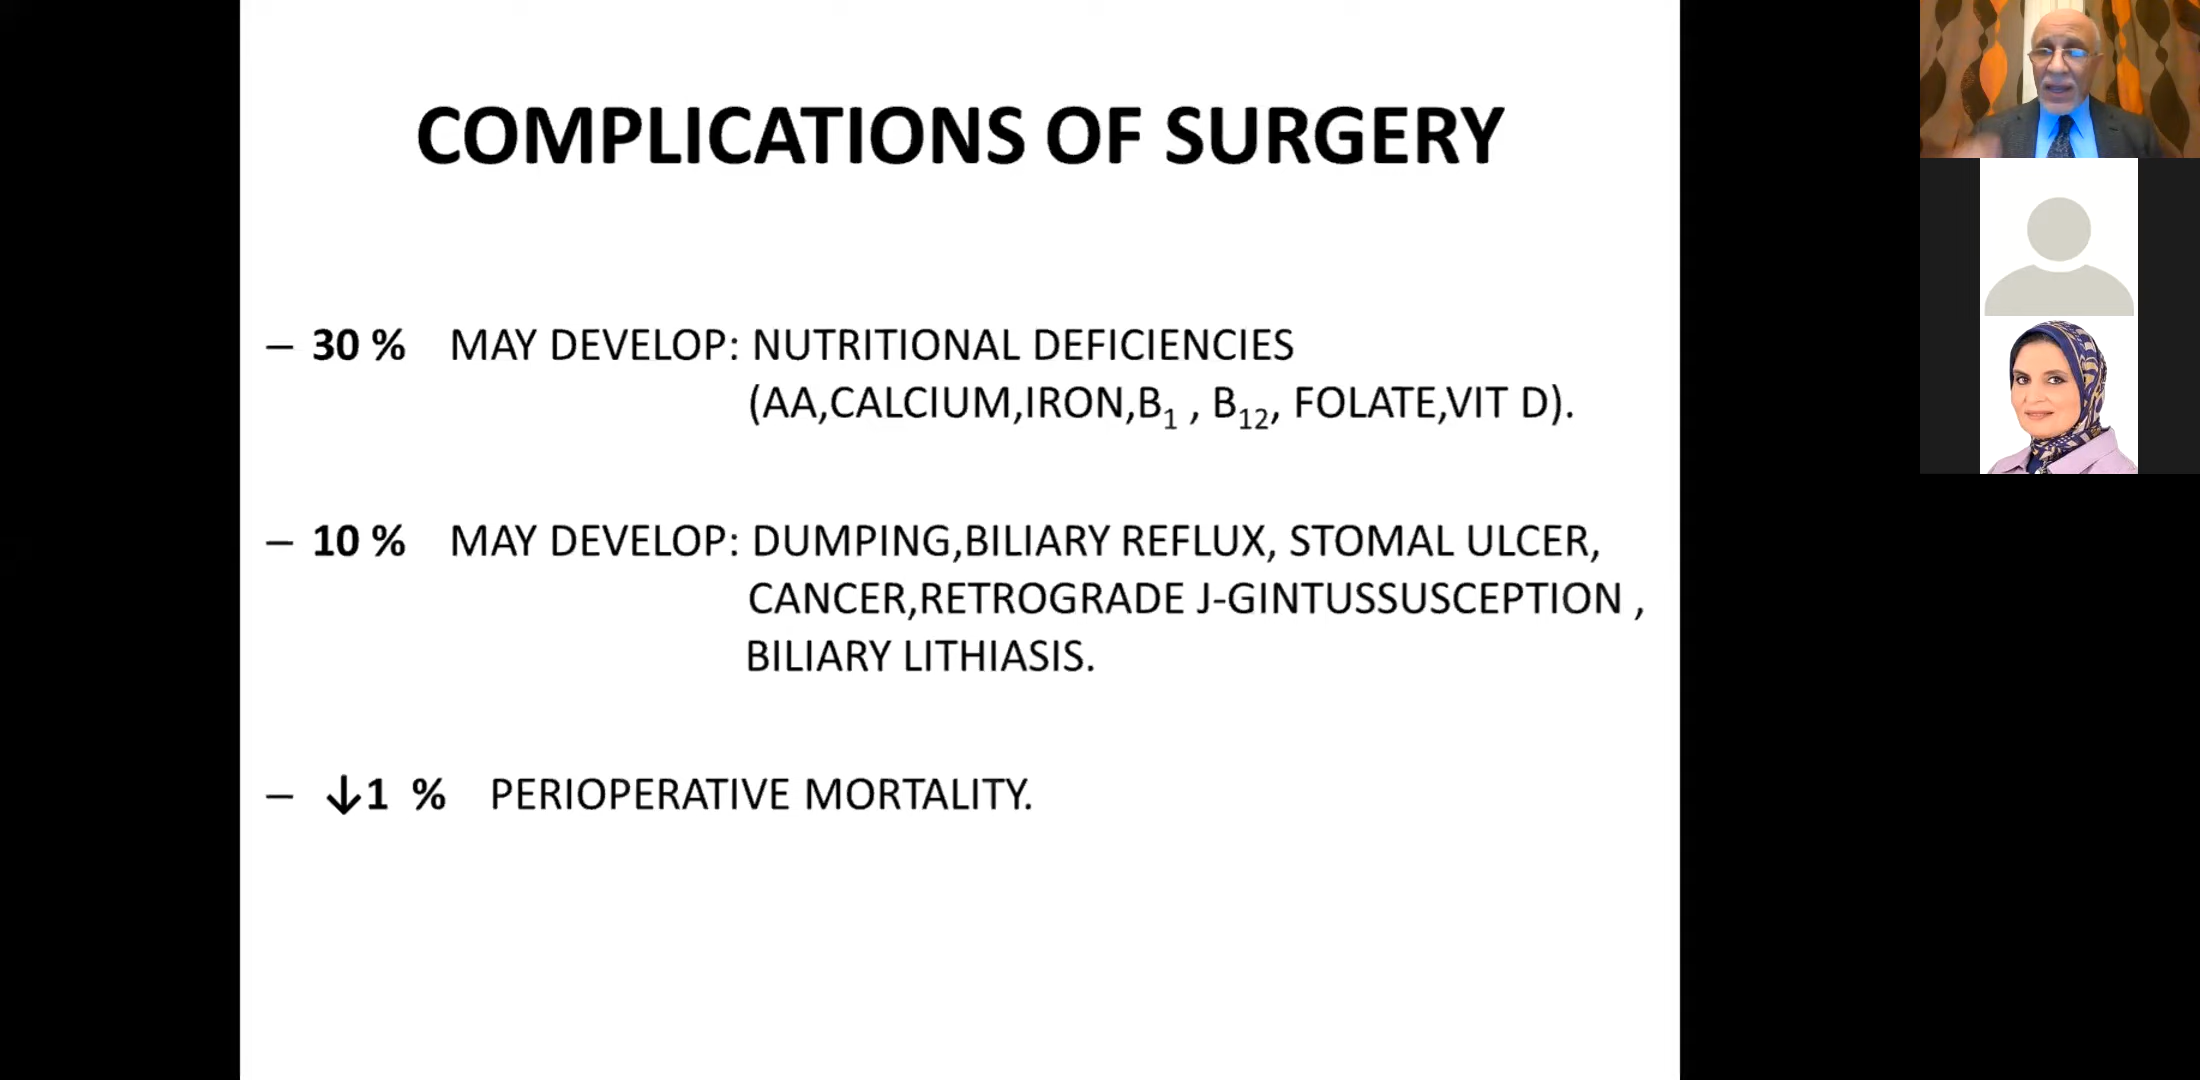 COMPLICATIONS OF SURGERY
– 30 % MAY DEVELOP: NUTRITIONAL DEFICIENCIES
(AA,CALCIUM,IRON,B₁ , B₁₂, FOLATE,VIT D).
– 10 % MAY DEVELOP: DUMPING,BILIARY REFLUX, STOMAL ULCER,
CANCER,RETROGRADE J-GINTUSSUSCEPTION ,
BILIARY LITHIASIS.
– ↓1 % PERIOPERATIVE MORTALITY.